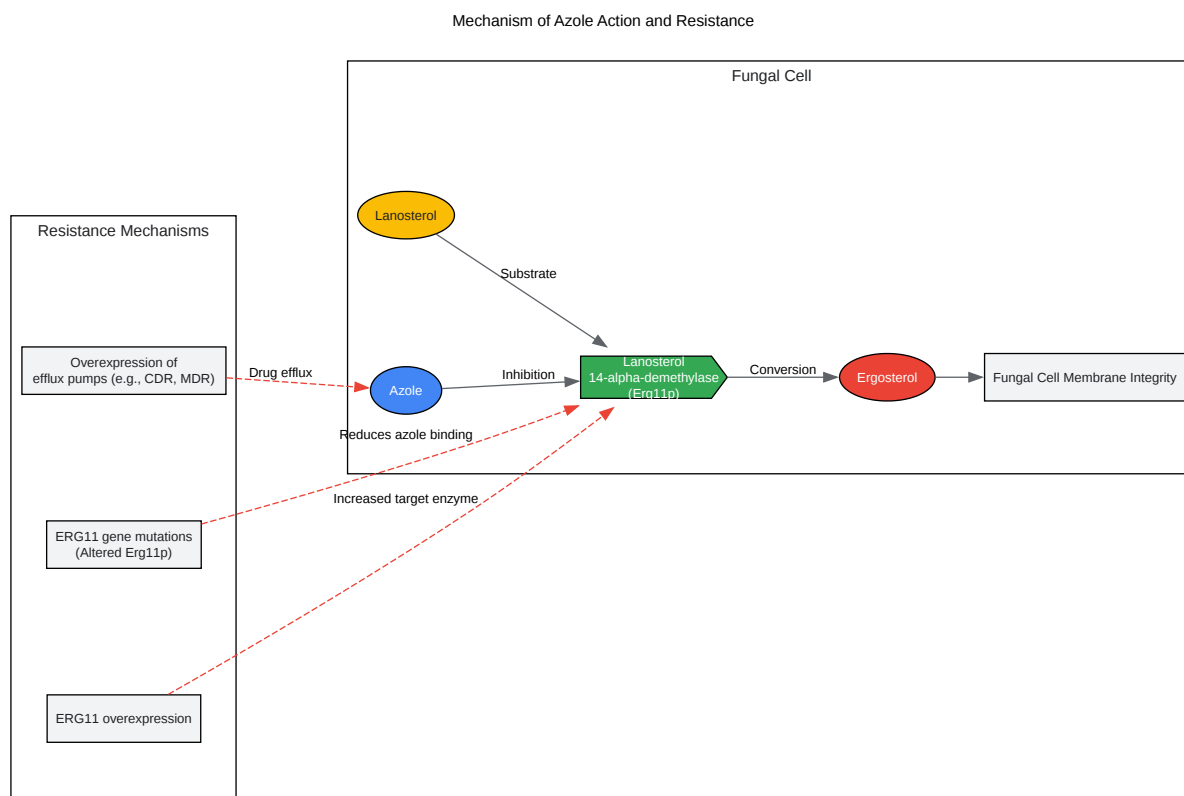 Mechanism of Azole Action and Resistance
Fungal Cell
Lanosterol
Resistance Mechanisms
Substrate
Overexpression of
efflux pumps (e.g., CDR, MDR)
Drug efflux
Azole
Inhibition
Lanosterol
14-alpha-demethylase
(Erg11p)
Conversion
Ergosterol
Fungal Cell Membrane Integrity
Reduces azole binding
Increased target enzyme
ERG11 gene mutations
(Altered Erg11p)
ERG11 overexpression